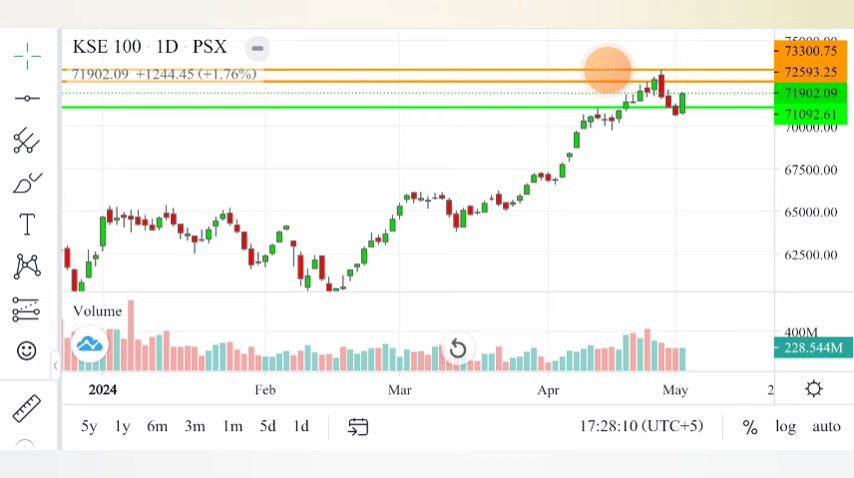 KSE 100 · 1D · PSX
71902.09 +1244.45 (+1.76%)
75000.00
73300.75
72593.25
71902.09
71092.61
70000.00
67500.00
65000.00
62500.00
Volume
400M
228.544M
2024 Feb Mar Apr May 2
5y 1y 6m 3m 1m 5d 1d 17:28:10 (UTC+5) % log auto